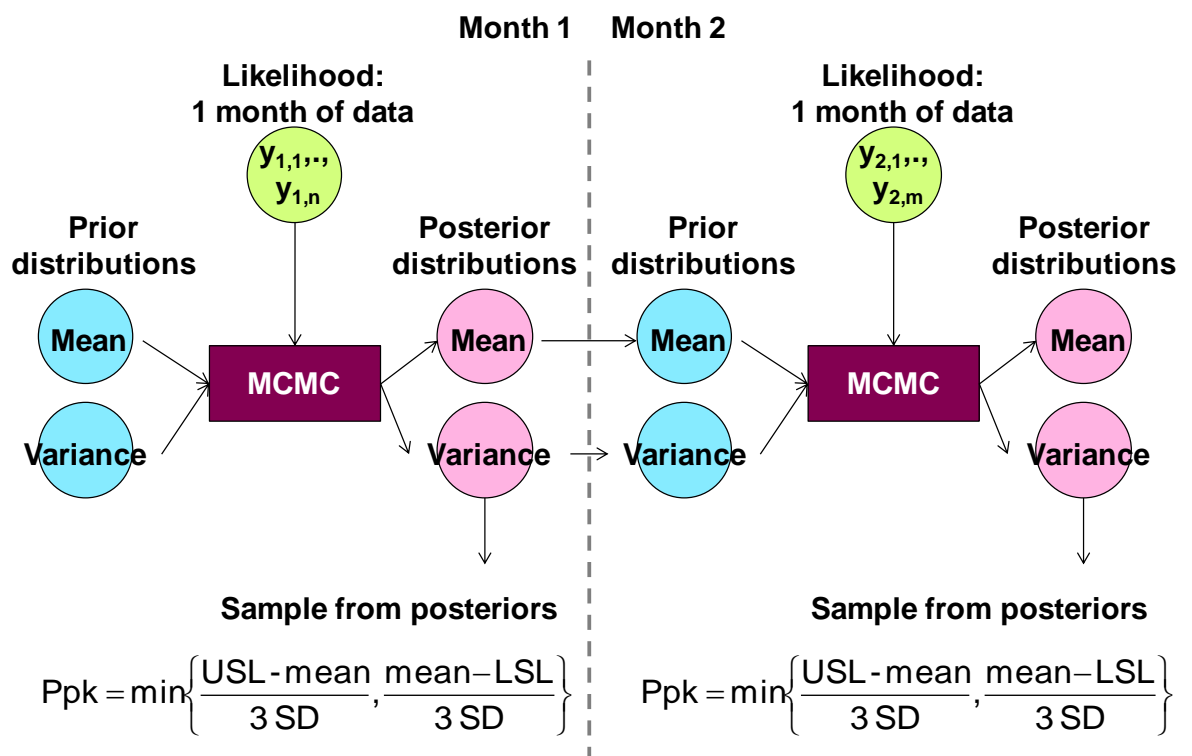 Month 1
Month 2
Likelihood:
1 month of data
y1,1,.,
y1,n
Prior
distributions
Posterior
distributions
Mean
Variance
MCMC
Mean
Variance
Sample from posteriors
Ppk = min{(USL - mean)/(3 SD), (mean − LSL)/(3 SD)}
Likelihood:
1 month of data
y2,1,.,
y2,m
Prior
distributions
Posterior
distributions
Mean
Variance
MCMC
Mean
Variance
Sample from posteriors
Ppk = min{(USL - mean)/(3 SD), (mean − LSL)/(3 SD)}